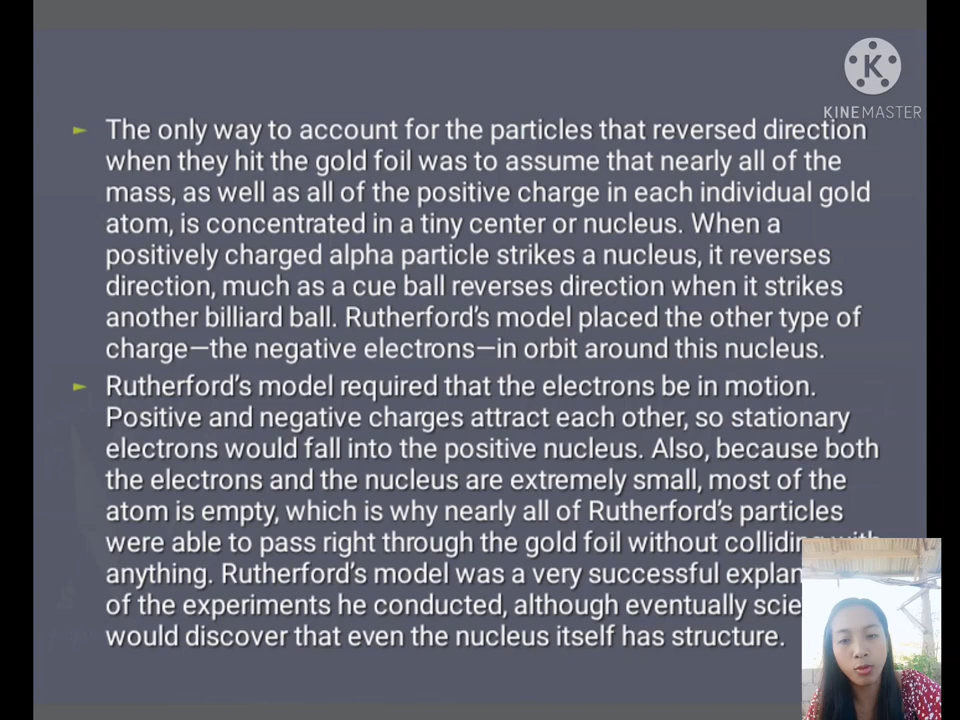 K
KINEMASTER
The only way to account for the particles that reversed direction
when they hit the gold foil was to assume that nearly all of the
mass, as well as all of the positive charge in each individual gold
atom, is concentrated in a tiny center or nucleus. When a
positively charged alpha particle strikes a nucleus, it reverses
direction, much as a cue ball reverses direction when it strikes
another billiard ball. Rutherford's model placed the other type of
charge—the negative electrons—in orbit around this nucleus.
Rutherford's model required that the electrons be in motion.
Positive and negative charges attract each other, so stationary
electrons would fall into the positive nucleus. Also, because both
the electrons and the nucleus are extremely small, most of the
atom is empty, which is why nearly all of Rutherford's particles
were able to pass right through the gold foil without colliding with
anything. Rutherford's model was a very successful explan
of the experiments he conducted, although eventually scie
would discover that even the nucleus itself has structure.